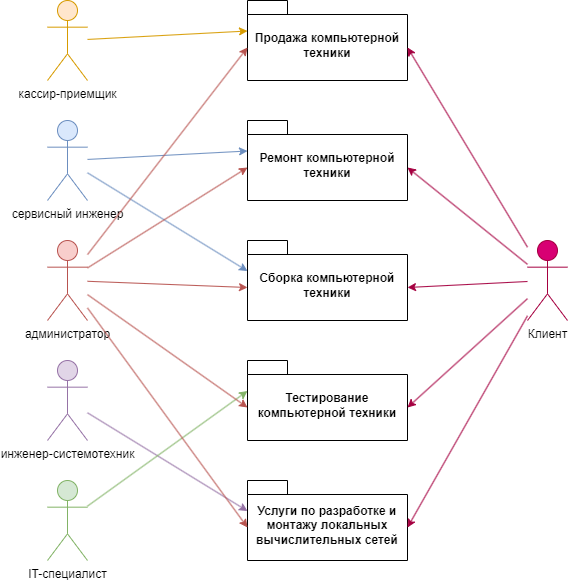 Продажа компьютерной
техники
кассир-приемщик
Ремонт компьютерной
техники
сервисный инженер
Сборка компьютерной
техники
администратор
Клиент
Тестирование
компьютерной техники
инженер-системотехник
Услуги по разработке и
монтажу локальных
вычислительных сетей
IT-специалист